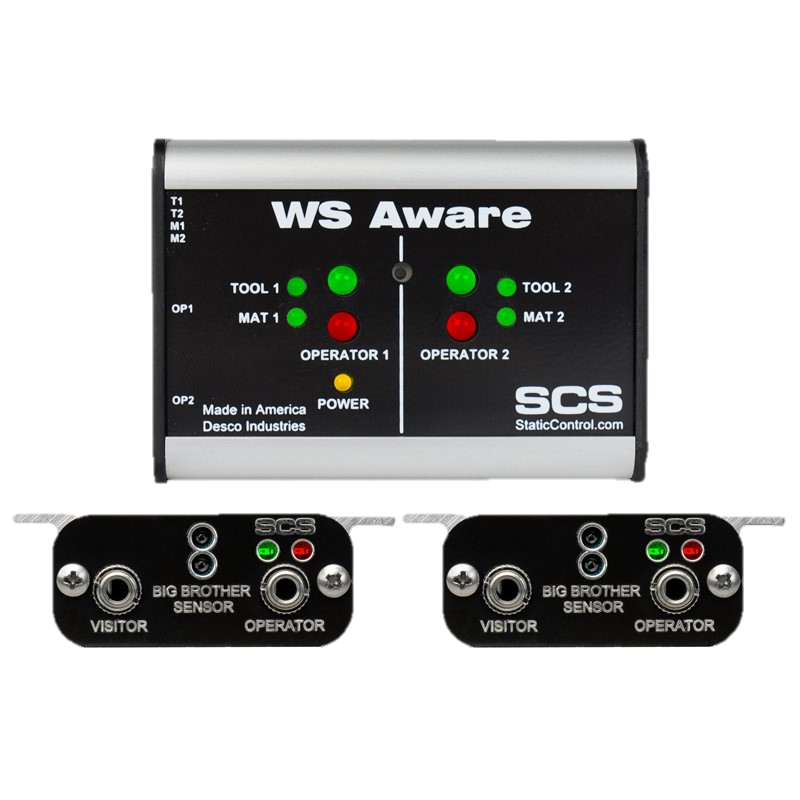 T1
T2
M1
M2
WS Aware
TOOL 1
TOOL 2
OP1
MAT 1
MAT 2
OPERATOR 1
OPERATOR 2
OP2
POWER
Made in America
Desco Industries
SCS
StaticControl.com
SCS
BIG BROTHER
SENSOR
VISITOR
OPERATOR
SCS
BIG BROTHER
SENSOR
VISITOR
OPERATOR